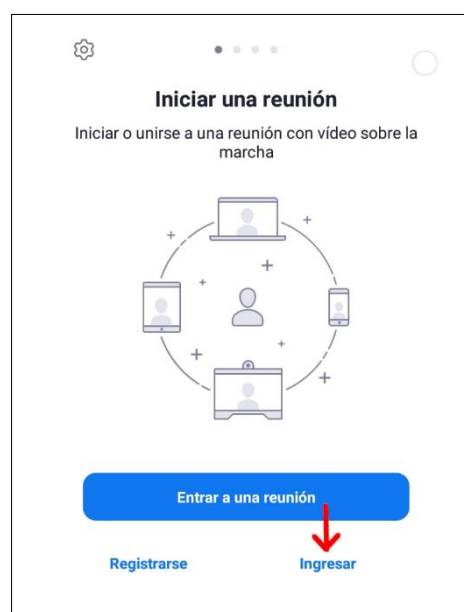 Iniciar una reunión
Iniciar o unirse a una reunión con vídeo sobre la
marcha
Entrar a una reunión
Registrarse
Ingresar